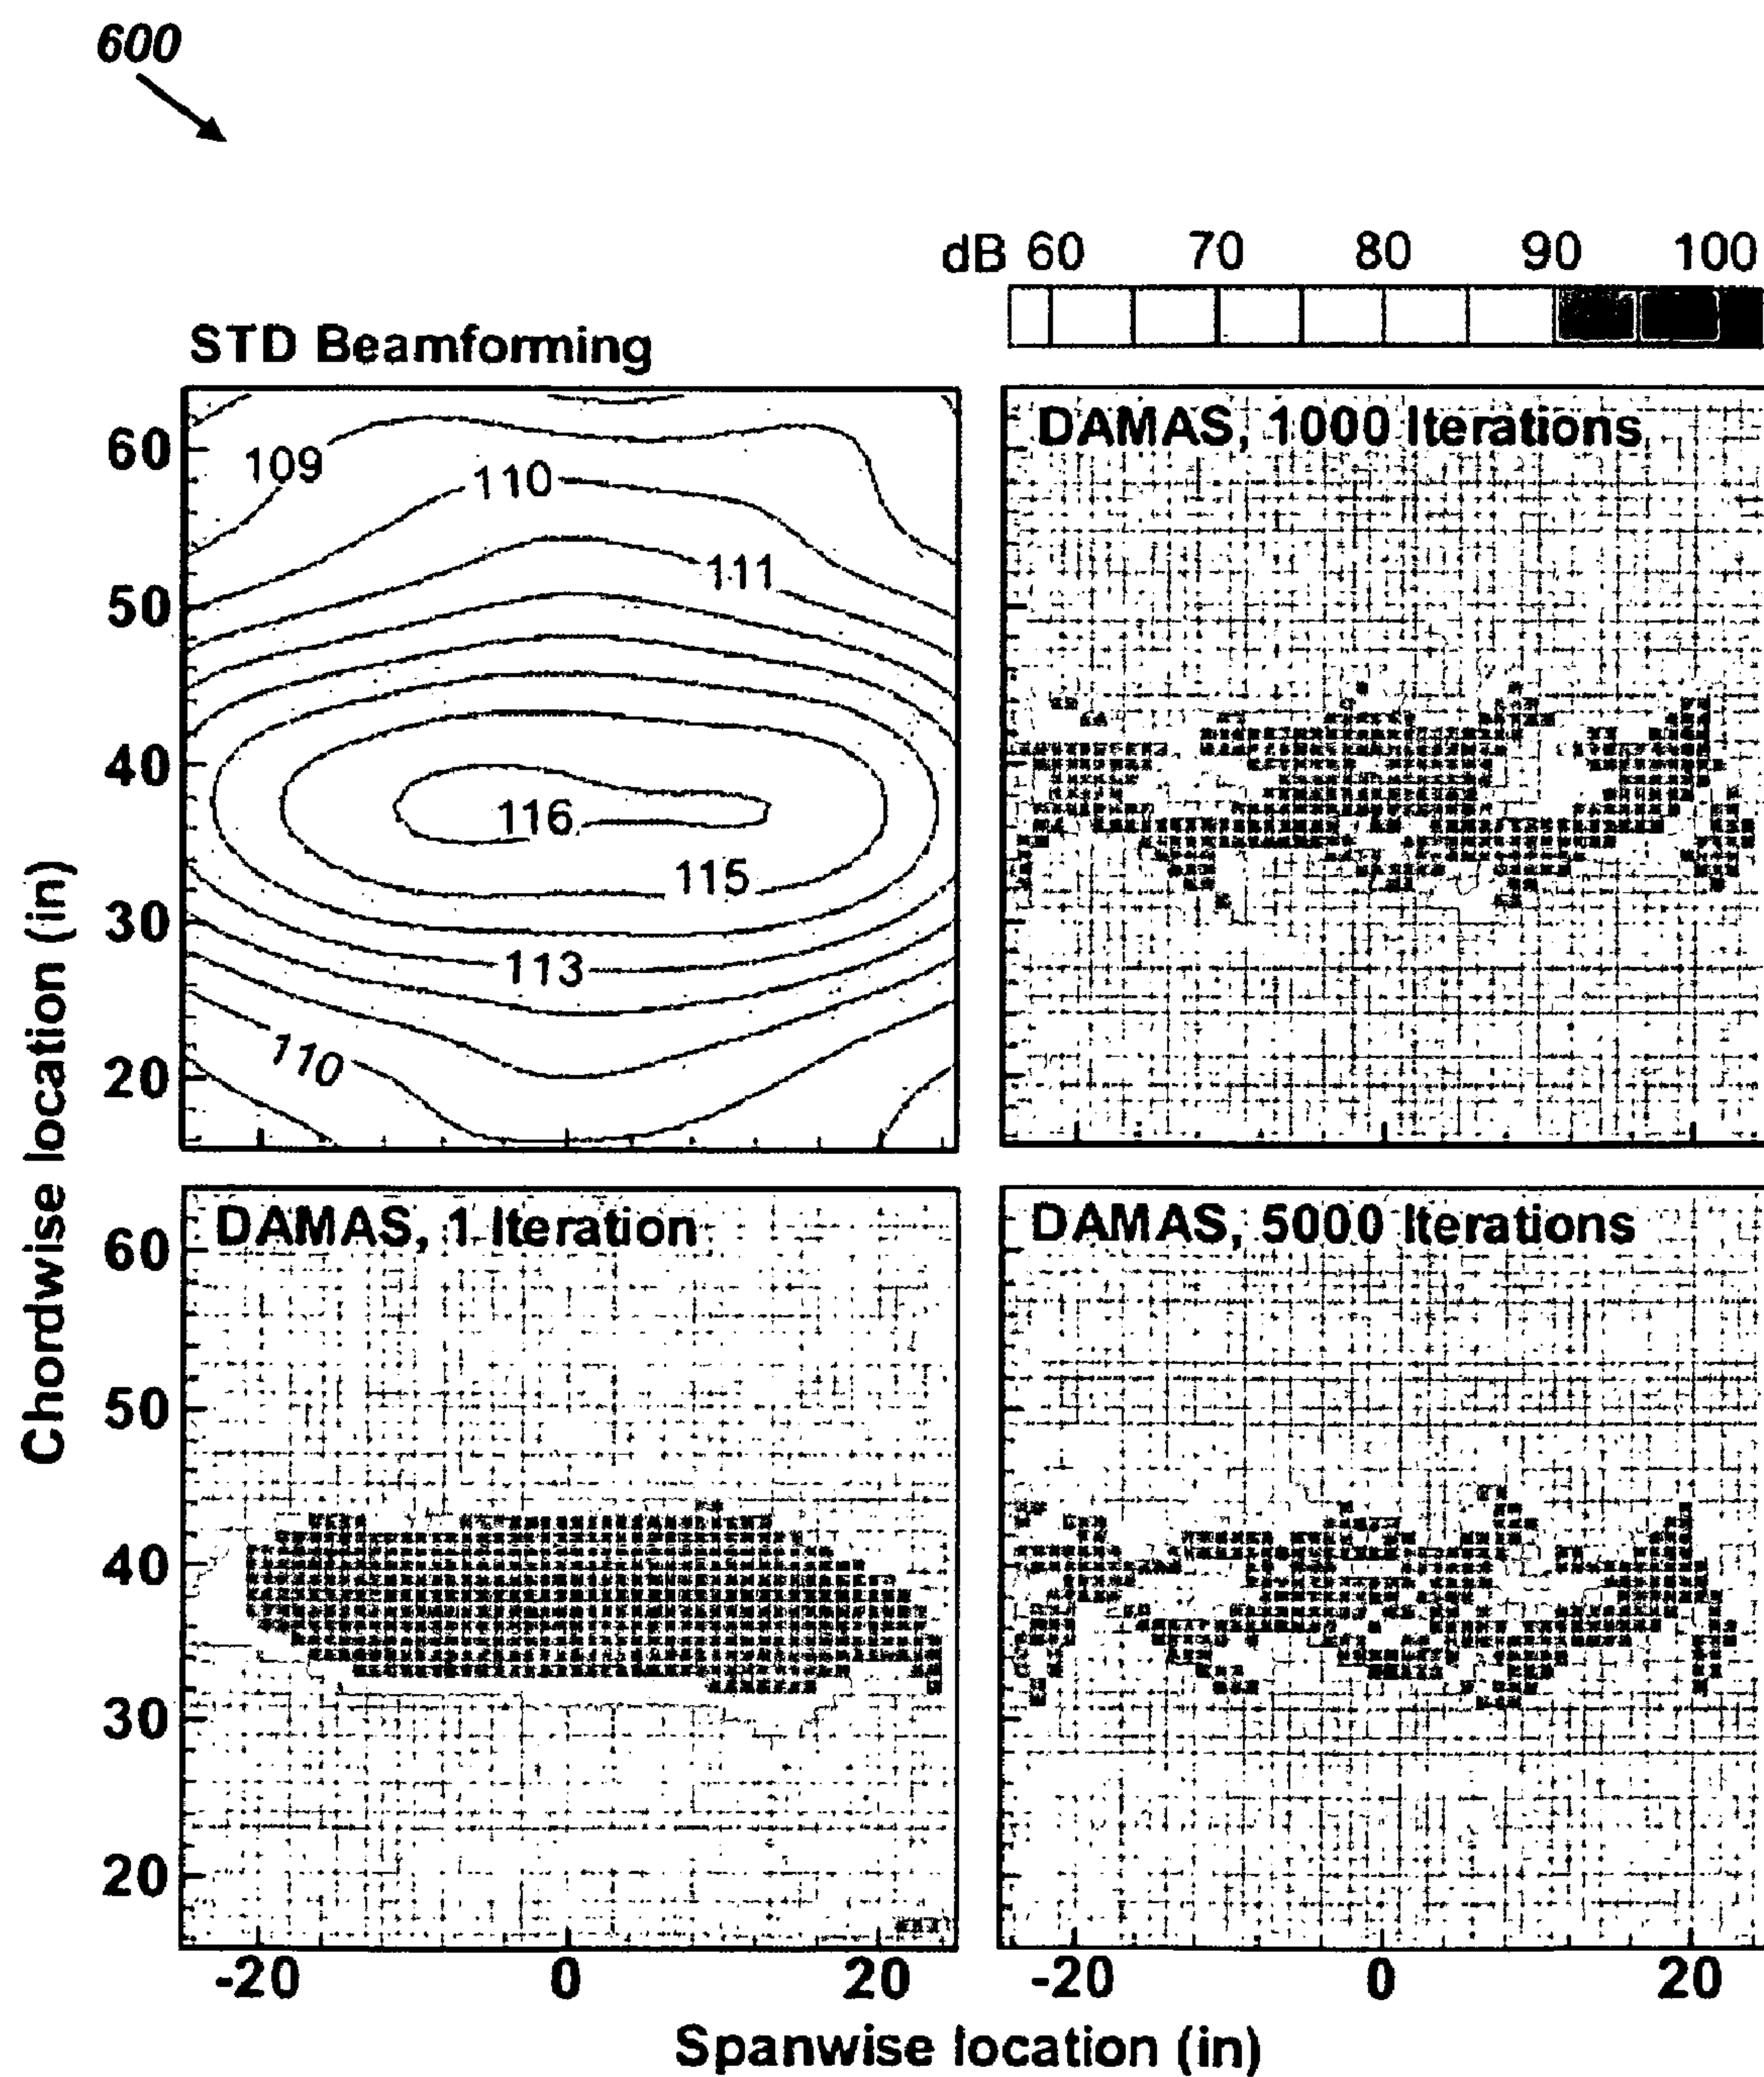 600
dB 60 70 80 90 100
STD Beamforming
60
50
40
30
20
109
110
111
116
115
113
110
DAMAS, 1000 Iterations
Chordwise location (in)
DAMAS, 1 Iteration
60
50
40
30
20
-20 0 20
DAMAS, 5000 Iterations
-20 0 20
Spanwise location (in)